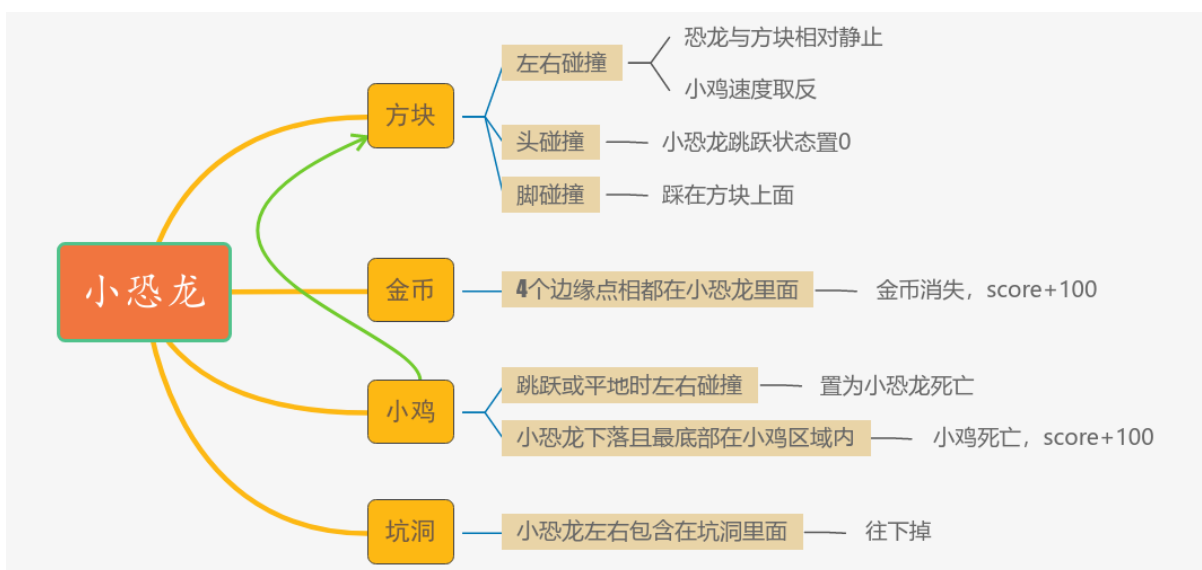 小恐龙
方块
左右碰撞
恐龙与方块相对静止
小鸡速度取反
头碰撞
小恐龙跳跃状态置0
脚碰撞
踩在方块上面
金币
4个边缘点相都在小恐龙里面
金币消失，score+100
小鸡
跳跃或平地时左右碰撞
置为小恐龙死亡
小恐龙下落且最底部在小鸡区域内
小鸡死亡，score+100
坑洞
小恐龙左右包含在坑洞里面
往下掉